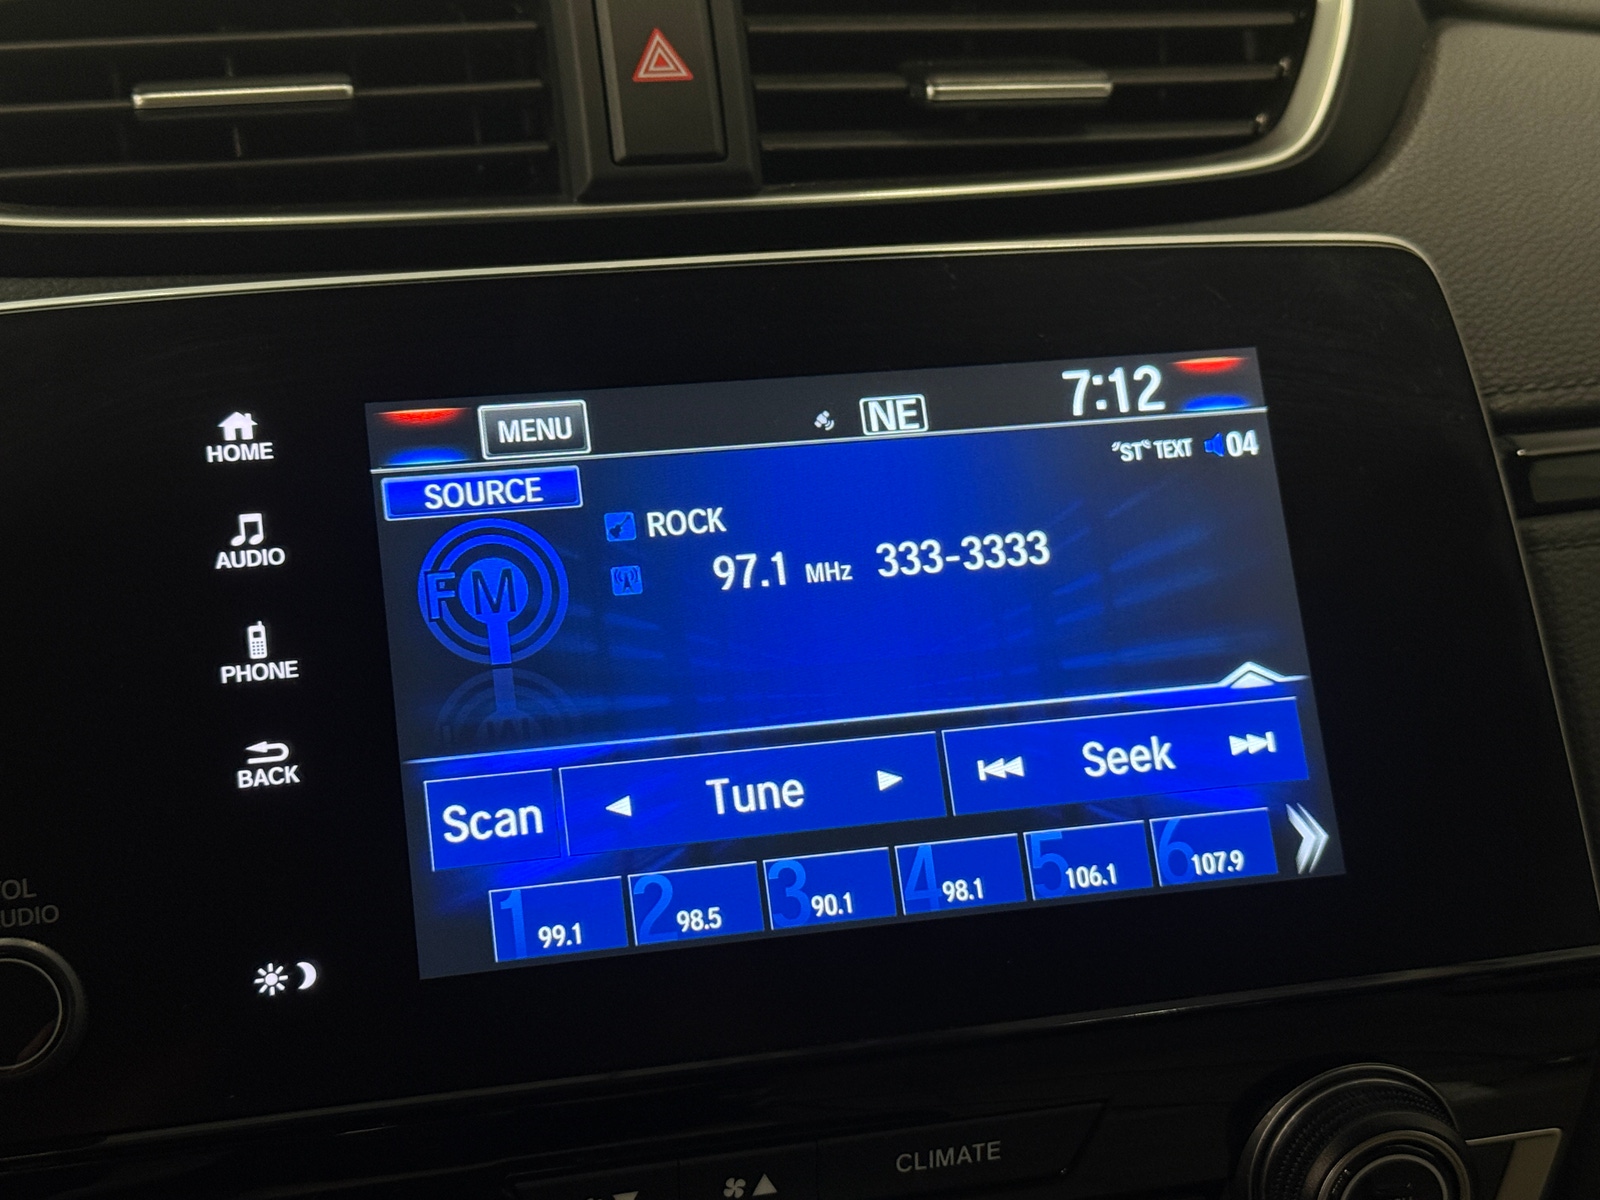 MENU NE 7:12
HOME
SOURCE "ST" TEXT 04
ROCK
AUDIO
FM 97.1 MHz 333-3333
PHONE
BACK
Scan Tune Seek
1 99.1 2 98.5 3 90.1 4 98.1 5 106.1 6 107.9
CLIMATE